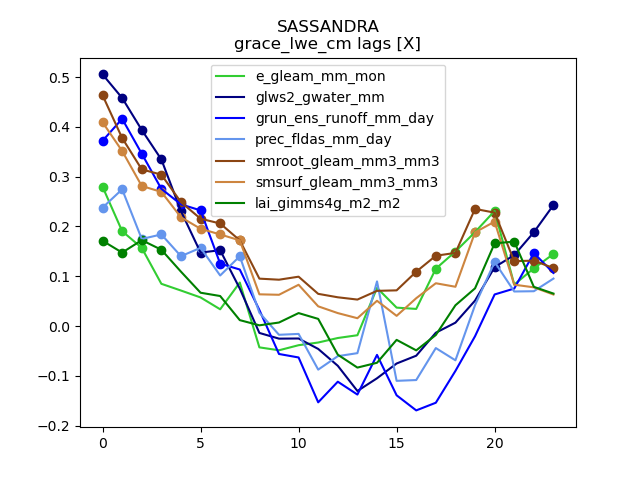 SASSANDRA
grace_lwe_cm lags [X]
0.5
0.4
0.3
0.2
0.1
0.0
−0.1
−0.2
0
5
10
15
20
e_gleam_mm_mon
glws2_gwater_mm
grun_ens_runoff_mm_day
prec_fldas_mm_day
smroot_gleam_mm3_mm3
smsurf_gleam_mm3_mm3
lai_gimms4g_m2_m2